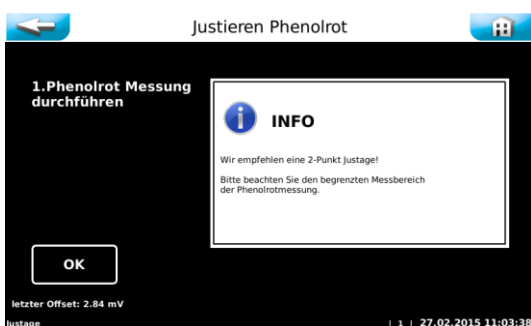 Justieren Phenolrot
1.Phenolrot Messung
durchführen
INFO
Wir empfehlen eine 2-Punkt Justage!
Bitte beachten Sie den begrenzten Messbereich
der Phenolrotmessung.
OK
letzter Offset: 2.84 mV
Justage
| 1 | 27.02.2015 11:03:38